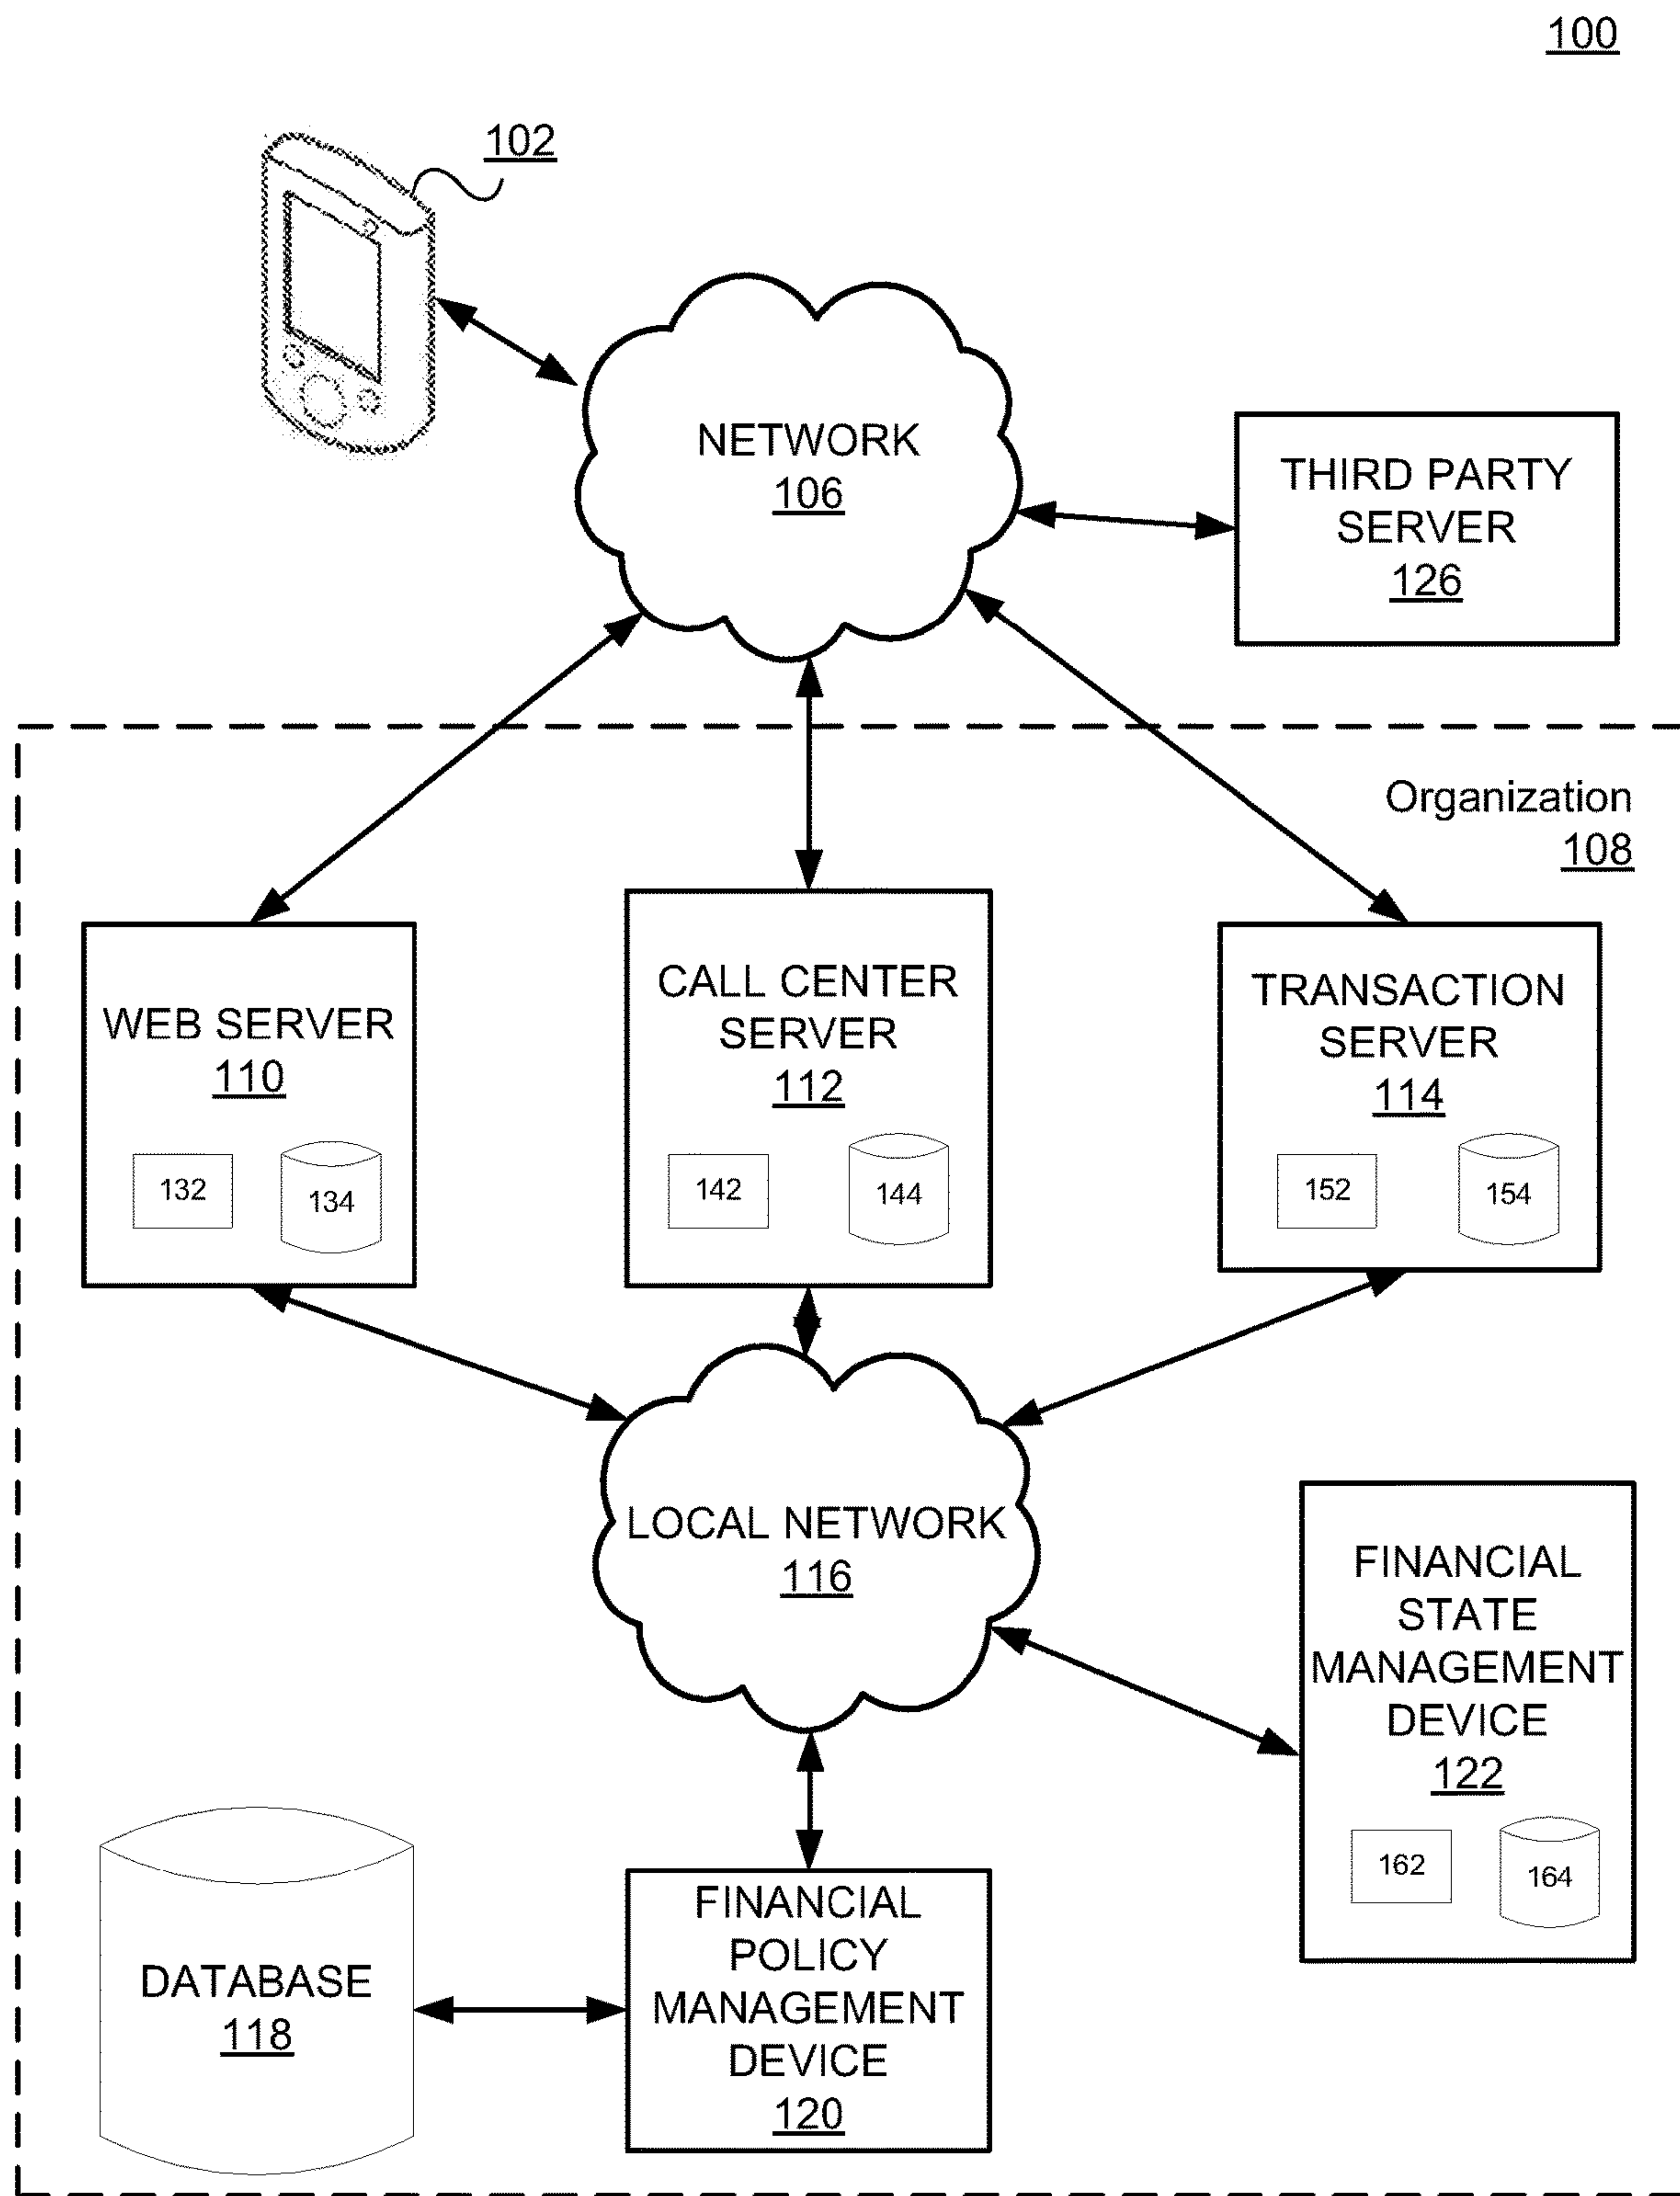 100
102
NETWORK
106
THIRD PARTY
SERVER
126
Organization
108
WEB SERVER
110
132
134
CALL CENTER
SERVER
112
142
144
TRANSACTION
SERVER
114
152
154
LOCAL NETWORK
116
FINANCIAL
STATE
MANAGEMENT
DEVICE
122
162
164
DATABASE
118
FINANCIAL
POLICY
MANAGEMENT
DEVICE
120